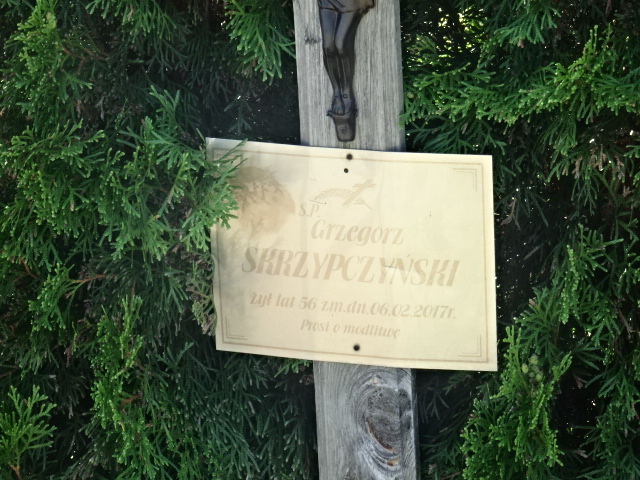 Ś.P.
Grzegorz
SKRZYPCZYŃSKI
żył lat 56 zm.dn.06.02.2017r.
Prosi o modlitwę